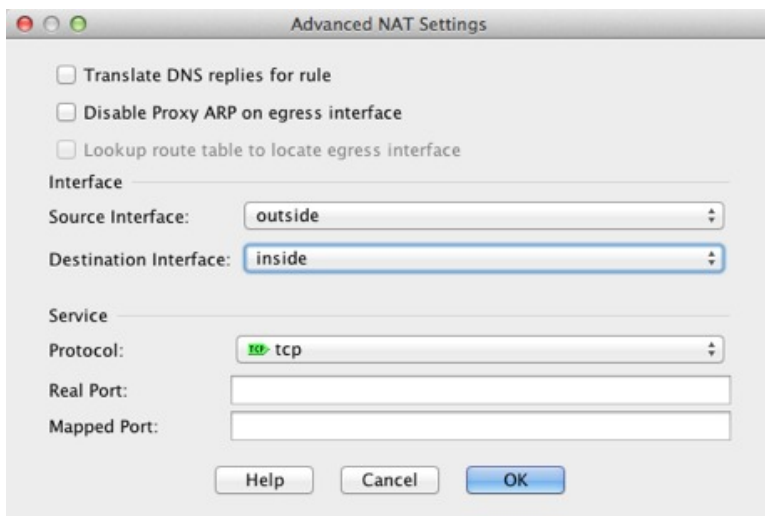 Advanced NAT Settings
Translate DNS replies for rule
Disable Proxy ARP on egress interface
Lookup route table to locate egress interface
Interface
Source Interface: outside
Destination Interface: inside
Service
Protocol: TCP tcp
Real Port:
Mapped Port:
Help Cancel OK